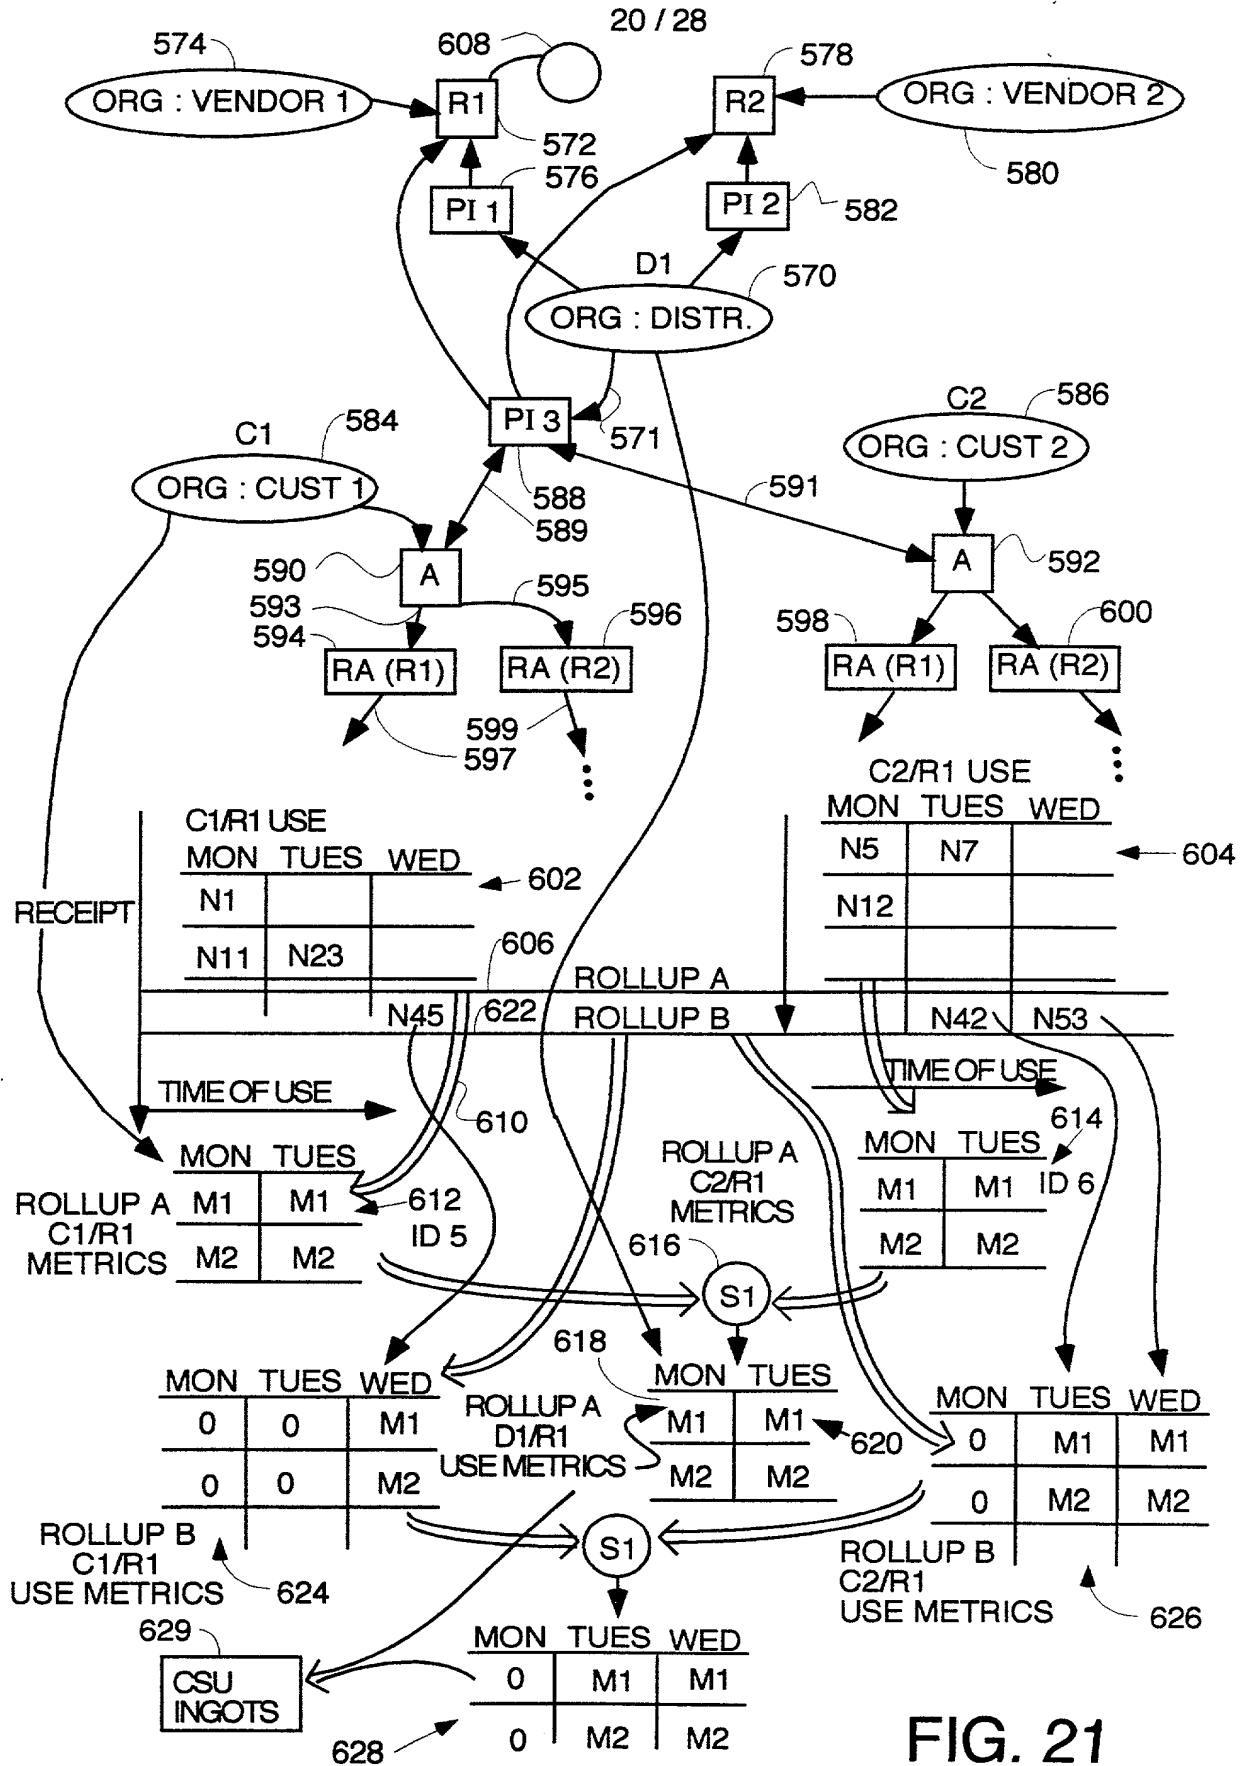 20 / 28
574
608
578
ORG : VENDOR 1
R1
R2
ORG : VENDOR 2
572
576
580
PI 1
PI 2
582
D1
570
ORG : DISTR.
C2
586
PI 3
571
C1
584
ORG : CUST 2
ORG : CUST 1
588
589
591
590
A
595
A
592
593
594
596
598
600
RA (R1)
RA (R2)
RA (R1)
RA (R2)
599
597
C2/R1 USE
MON TUES WED
C1/R1 USE
N5 N7
604
MON TUES WED
602
N1
N12
RECEIPT
N11 N23
606
ROLLUP A
N45
622
ROLLUP B
N42 N53
TIME OF USE
TIME OF USE
610
614
MON TUES
MON TUES
ROLLUP A
C2/R1
METRICS
M1 M1
ID 6
M2 M2
ROLLUP A
C1/R1
METRICS
M1 M1
612
ID 5
M2 M2
616
S1
618
MON TUES WED
MON TUES
MON TUES WED
0 0 M1
ROLLUP A
D1/R1
USE METRICS
M1 M1
620
0 M1 M1
0 0 M2
M2 M2
0 M2 M2
ROLLUP B
C1/R1
USE METRICS
624
S1
ROLLUP B
C2/R1
USE METRICS
626
629
MON TUES WED
CSU
INGOTS
0 M1 M1
0 M2 M2
628
FIG. 21